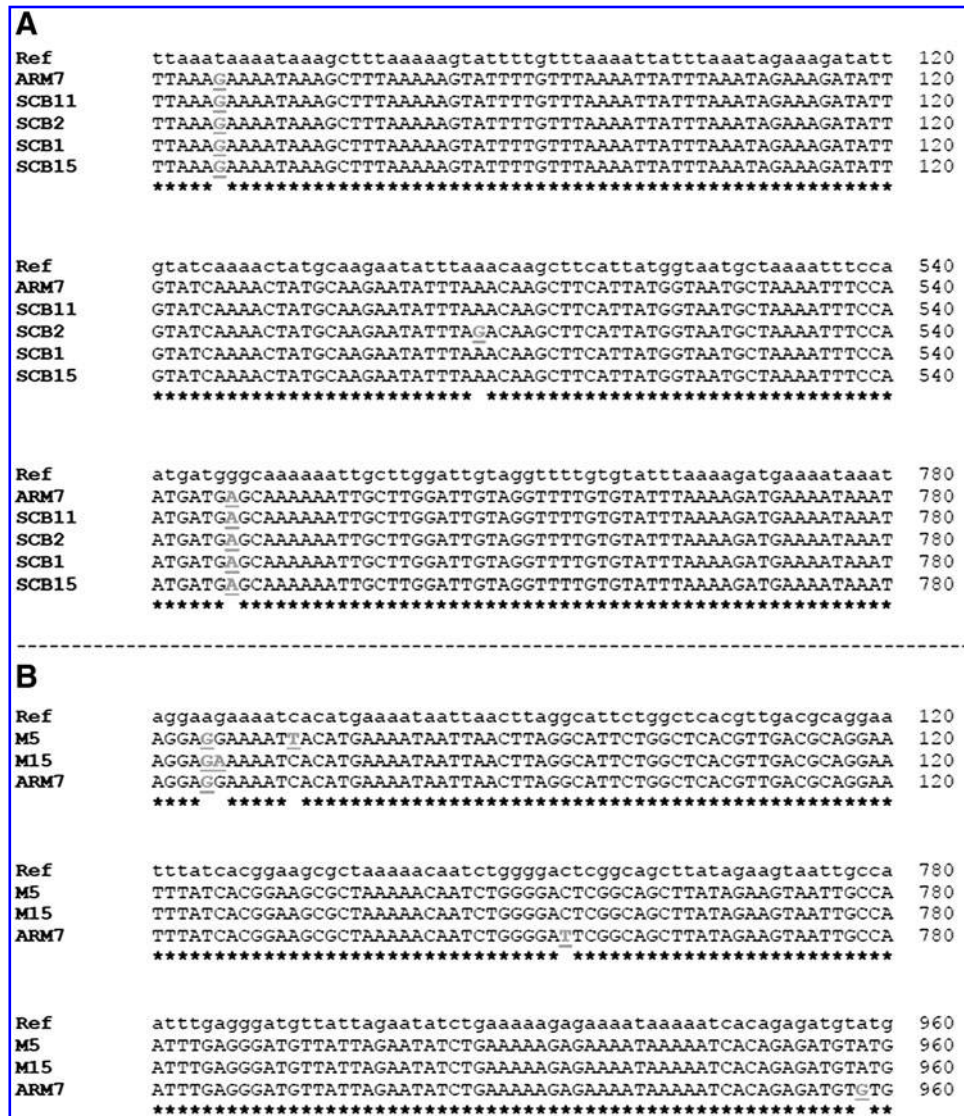 A
Ref ttaaataaaataaagctttaaaaagtattttgtttaaaattatttaaatagaaagatatt 120
ARM7 TTAAAGAAAATAAAGCTTTAAAAAGTATTTTGTTTAAAATTATTTAAATAGAAAGATATT 120
SCB11 TTAAAGAAAATAAAGCTTTAAAAAGTATTTTGTTTAAAATTATTTAAATAGAAAGATATT 120
SCB2 TTAAAGAAAATAAAGCTTTAAAAAGTATTTTGTTTAAAATTATTTAAATAGAAAGATATT 120
SCB1 TTAAAGAAAATAAAGCTTTAAAAAGTATTTTGTTTAAAATTATTTAAATAGAAAGATATT 120
SCB15 TTAAAGAAAATAAAGCTTTAAAAAGTATTTTGTTTAAAATTATTTAAATAGAAAGATATT 120
***** ******************************************************
Ref gtatcaaaactatgcaagaatatttaaacaagcttcattatggtaatgctaaaatttcca 540
ARM7 GTATCAAAACTATGCAAGAATATTTAAACAAGCTTCATTATGGTAATGCTAAAATTTCCA 540
SCB11 GTATCAAAACTATGCAAGAATATTTAAACAAGCTTCATTATGGTAATGCTAAAATTTCCA 540
SCB2 GTATCAAAACTATGCAAGAATATTTAGACAAGCTTCATTATGGTAATGCTAAAATTTCCA 540
SCB1 GTATCAAAACTATGCAAGAATATTTAAACAAGCTTCATTATGGTAATGCTAAAATTTCCA 540
SCB15 GTATCAAAACTATGCAAGAATATTTAAACAAGCTTCATTATGGTAATGCTAAAATTTCCA 540
************************** *********************************
Ref atgatgggcaaaaaattgcttggattgtaggttttgtgtatttaaaagatgaaaataaat 780
ARM7 ATGATGAGCAAAAAATTGCTTGGATTGTAGGTTTTGTGTATTTAAAAGATGAAAATAAAT 780
SCB11 ATGATGAGCAAAAAATTGCTTGGATTGTAGGTTTTGTGTATTTAAAAGATGAAAATAAAT 780
SCB2 ATGATGAGCAAAAAATTGCTTGGATTGTAGGTTTTGTGTATTTAAAAGATGAAAATAAAT 780
SCB1 ATGATGAGCAAAAAATTGCTTGGATTGTAGGTTTTGTGTATTTAAAAGATGAAAATAAAT 780
SCB15 ATGATGAGCAAAAAATTGCTTGGATTGTAGGTTTTGTGTATTTAAAAGATGAAAATAAAT 780
****** *****************************************************
B
Ref aggaagaaaatcacatgaaaataattaacttaggcattctggctcacgttgacgcaggaa 120
M5 AGGAGGAAAATTACATGAAAATAATTAACTTAGGCATTCTGGCTCACGTTGACGCAGGAA 120
M15 AGGAGAAAAATCACATGAAAATAATTAACTTAGGCATTCTGGCTCACGTTGACGCAGGAA 120
ARM7 AGGAGGAAAATCACATGAAAATAATTAACTTAGGCATTCTGGCTCACGTTGACGCAGGAA 120
**** ***** ************************************************
Ref tttatcacggaagcgctaaaaacaatctggggactcggcagcttatagaagtaattgcca 780
M5 TTTATCACGGAAGCGCTAAAAACAATCTGGGGACTCGGCAGCTTATAGAAGTAATTGCCA 780
M15 TTTATCACGGAAGCGCTAAAAACAATCTGGGGACTCGGCAGCTTATAGAAGTAATTGCCA 780
ARM7 TTTATCACGGAAGCGCTAAAAACAATCTGGGGATTCGGCAGCTTATAGAAGTAATTGCCA 780
********************************* **************************
Ref atttgagggatgttattagaatatctgaaaaagagaaaataaaaatcacagagatgtatg 960
M5 ATTTGAGGGATGTTATTAGAATATCTGAAAAAGAGAAAATAAAAATCACAGAGATGTATG 960
M15 ATTTGAGGGATGTTATTAGAATATCTGAAAAAGAGAAAATAAAAATCACAGAGATGTATG 960
ARM7 ATTTGAGGGATGTTATTAGAATATCTGAAAAAGAGAAAATAAAAATCACAGAGATGTGTG 960
********************************************************* **